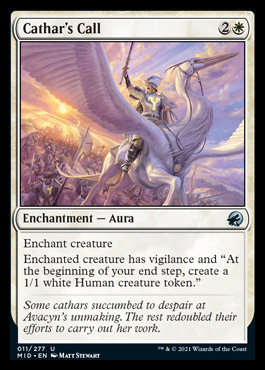 Cathar's Call 2
Enchantment — Aura
Enchant creature
Enchanted creature has vigilance and “At
the beginning of your end step, create a
1/1 white Human creature token.”
Some cathars succumbed to despair at
Avacyn's unmaking. The rest redoubled their
efforts to carry out her work.
011/277 U
MID • EN Matt Stewart ™ & © 2021 Wizards of the Coast